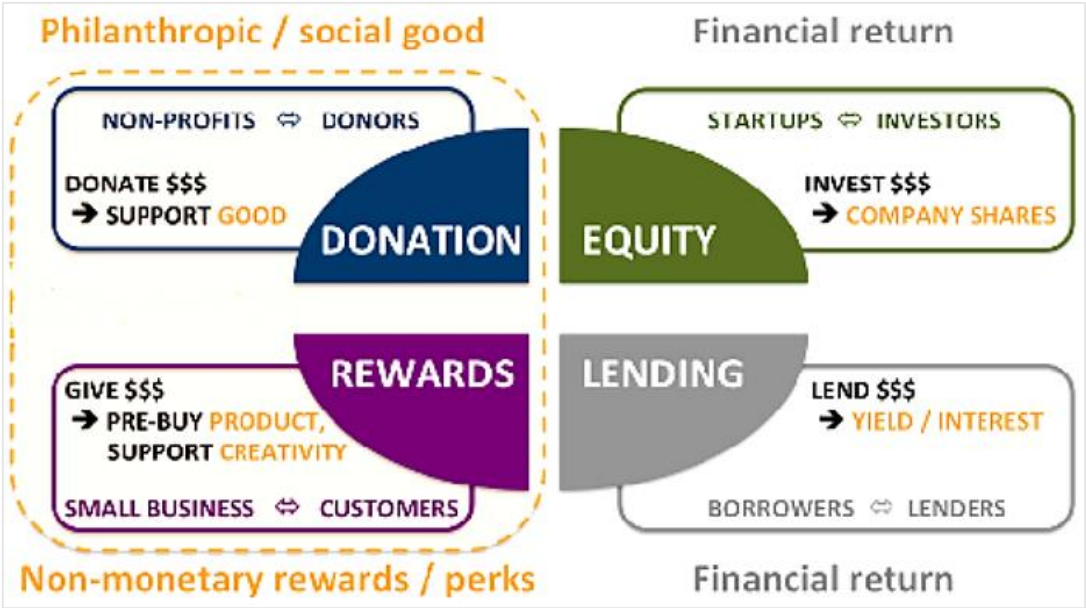 Philanthropic / social good
Financial return
NON-PROFITS ⇔ DONORS
DONATE $$$
➔ SUPPORT GOOD
DONATION
STARTUPS ⇔ INVESTORS
INVEST $$$
➔ COMPANY SHARES
EQUITY
REWARDS
GIVE $$$
➔ PRE-BUY PRODUCT,
SUPPORT CREATIVITY
SMALL BUSINESS ⇔ CUSTOMERS
LENDING
LEND $$$
➔ YIELD / INTEREST
BORROWERS ⇔ LENDERS
Non-monetary rewards / perks
Financial return